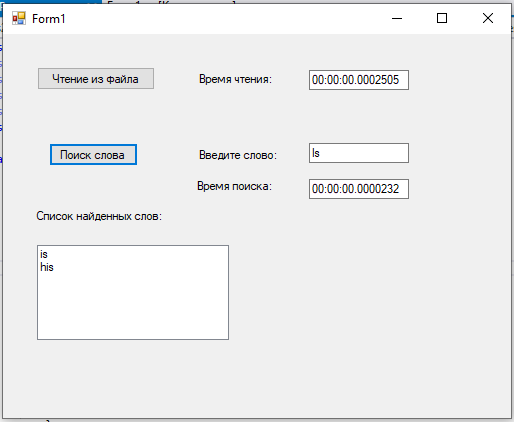 Form1
Чтение из файла
Время чтения:
00:00:00.0002505
Поиск слова
Введите слово:
Is
Время поиска:
00:00:00.0000232
Список найденных слов:
is
his